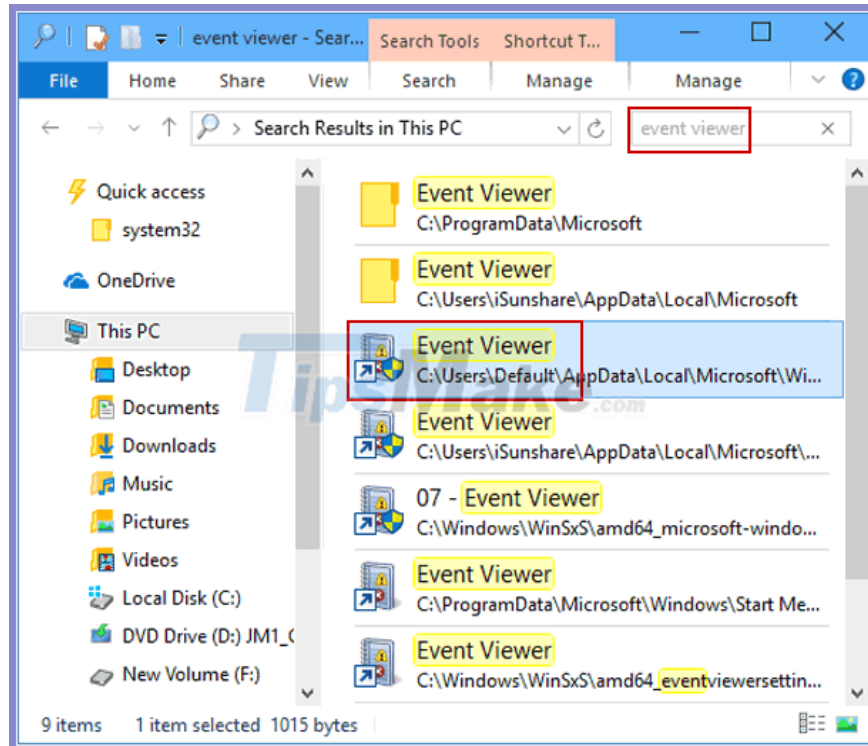 event viewer - Sear...
Search Tools
Shortcut T...
File
Home
Share
View
Search
Manage
Manage
Search Results in This PC
event viewer
Quick access
system32
OneDrive
This PC
Desktop
Documents
Downloads
Music
Pictures
Videos
Local Disk (C:)
DVD Drive (D:) JM1_
New Volume (F:)
Event Viewer
C:\ProgramData\Microsoft
Event Viewer
C:\Users\iSunshare\AppData\Local\Microsoft
Event Viewer
C:\Users\Default\AppData\Local\Microsoft\Wi...
Event Viewer
C:\Users\iSunshare\AppData\Local\Microsoft\...
07 - Event Viewer
C:\Windows\WinSxS\amd64_microsoft-windo...
Event Viewer
C:\ProgramData\Microsoft\Windows\Start Me...
Event Viewer
C:\Windows\WinSxS\amd64_eventviewersettin...
TipsMake.com
9 items 1 item selected 1015 bytes